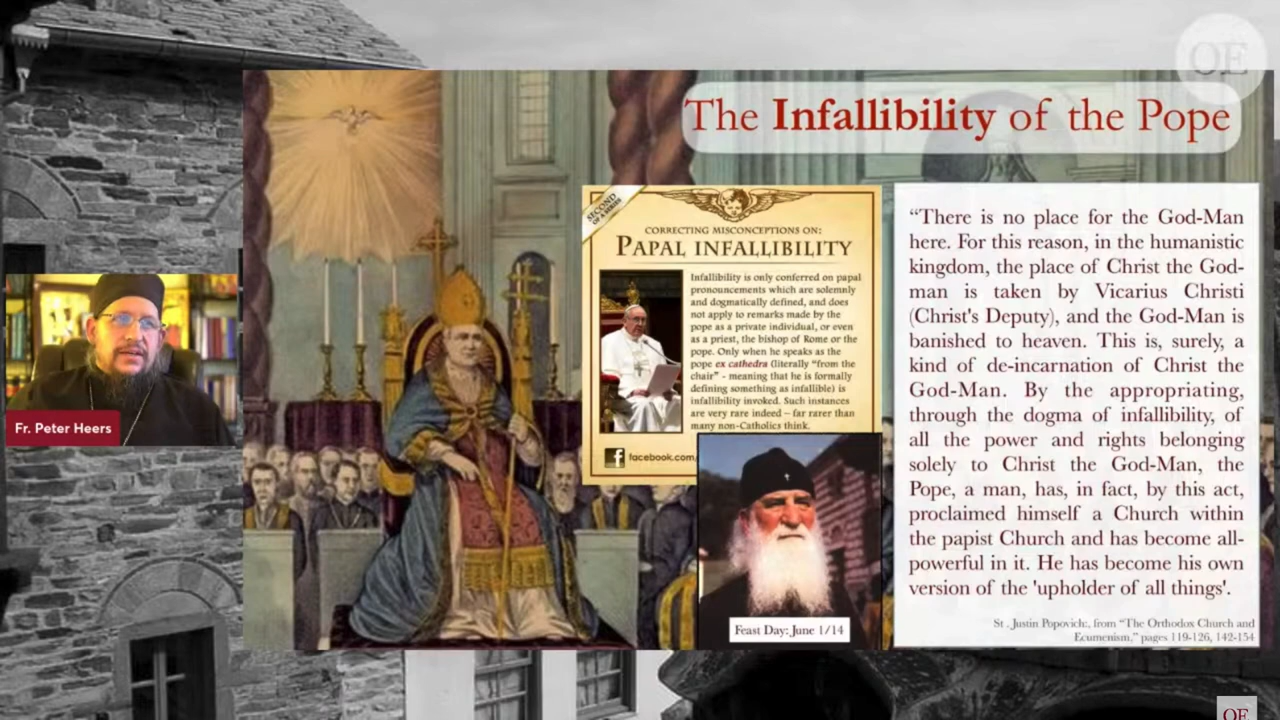 OE
The Infallibility of the Pope
SECOND
OF A SERIES
CORRECTING MISCONCEPTIONS ON:
PAPAL INFALLIBILITY
Infallibility is only conferred on papal
pronouncements which are solemnly
and dogmatically defined, and does
not apply to remarks made by the
pope as a private individual, or even
as a priest, the bishop of Rome or the
pope. Only when he speaks as the
pope ex cathedra (literally "from the
chair" - meaning that he is formally
defining something as infallible) is
infallibility invoked. Such instances
are very rare indeed – far rarer than
many non-Catholics think.
facebook.com
Feast Day: June 1/14
“There is no place for the God-Man
here. For this reason, in the humanistic
kingdom, the place of Christ the God-
man is taken by Vicarius Christi
(Christ's Deputy), and the God-Man is
banished to heaven. This is, surely, a
kind of de-incarnation of Christ the
God-Man. By the appropriating,
through the dogma of infallibility, of
all the power and rights belonging
solely to Christ the God-Man, the
Pope, a man, has, in fact, by this act,
proclaimed himself a Church within
the papist Church and has become all-
powerful in it. He has become his own
version of the 'upholder of all things'.
St . Justin Popovich:, from “The Orthodox Church and
Ecumenism,” pages 119-126, 142-154
Fr. Peter Heers
OE